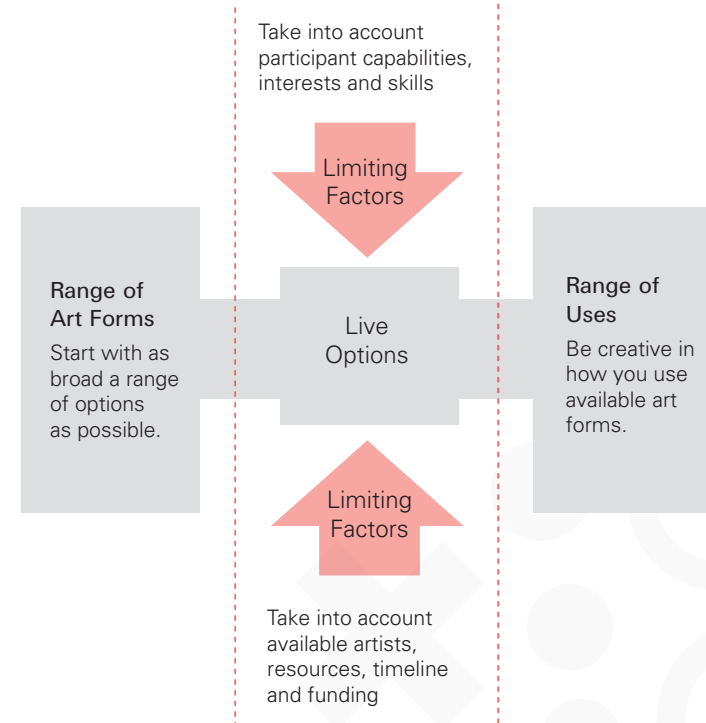 Take into account
participant capabilities,
interests and skills
Limiting
Factors
Range of
Art Forms
Start with as
broad a range
of options
as possible.
Live
Options
Range of
Uses
Be creative in
how you use
available art
forms.
Limiting
Factors
Take into account
available artists,
resources, timeline
and funding